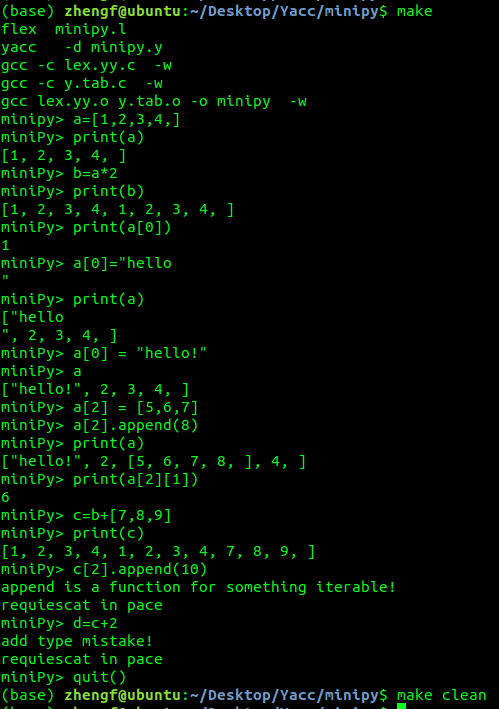 (base) zhengf@ubuntu:~/Desktop/Yacc/minipy$ make
flex  minipy.l
yacc   -d minipy.y
gcc -c lex.yy.c  -w
gcc -c y.tab.c  -w
gcc lex.yy.o y.tab.o -o minipy  -w
miniPy> a=[1,2,3,4,]
miniPy> print(a)
[1, 2, 3, 4, ]
miniPy> b=a*2
miniPy> print(b)
[1, 2, 3, 4, 1, 2, 3, 4, ]
miniPy> print(a[0])
1
miniPy> a[0]="hello
"
miniPy> print(a)
["hello
", 2, 3, 4, ]
miniPy> a[0] = "hello!"
miniPy> a
["hello!", 2, 3, 4, ]
miniPy> a[2] = [5,6,7]
miniPy> a[2].append(8)
miniPy> print(a)
["hello!", 2, [5, 6, 7, 8, ], 4, ]
miniPy> print(a[2][1])
6
miniPy> c=b+[7,8,9]
miniPy> print(c)
[1, 2, 3, 4, 1, 2, 3, 4, 7, 8, 9, ]
miniPy> c[2].append(10)
append is a function for something iterable!
requiescat in pace
miniPy> d=c+2
add type mistake!
requiescat in pace
miniPy> quit()
(base) zhengf@ubuntu:~/Desktop/Yacc/minipy$ make clean